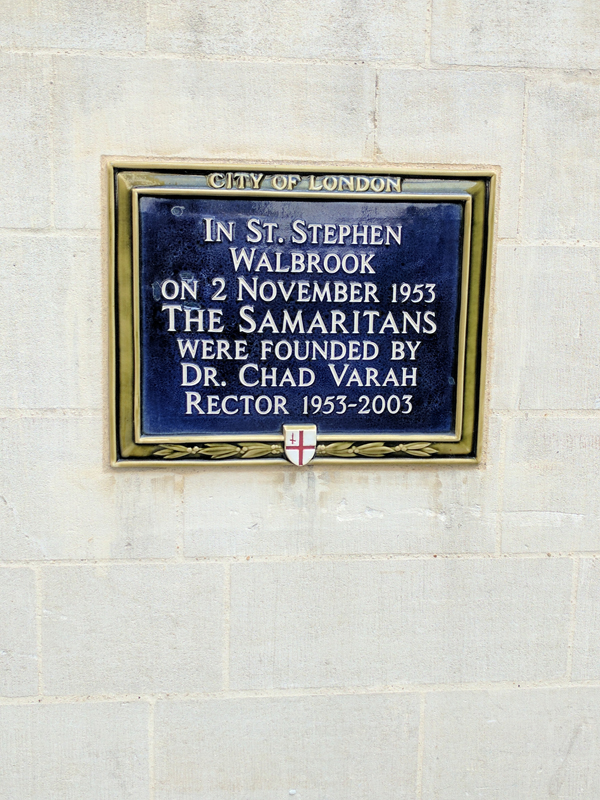 CITY OF LONDON
IN ST. STEPHEN
WALBROOK
ON 2 NOVEMBER 1953
THE SAMARITANS
WERE FOUNDED BY
DR. CHAD VARAH
RECTOR 1953-2003